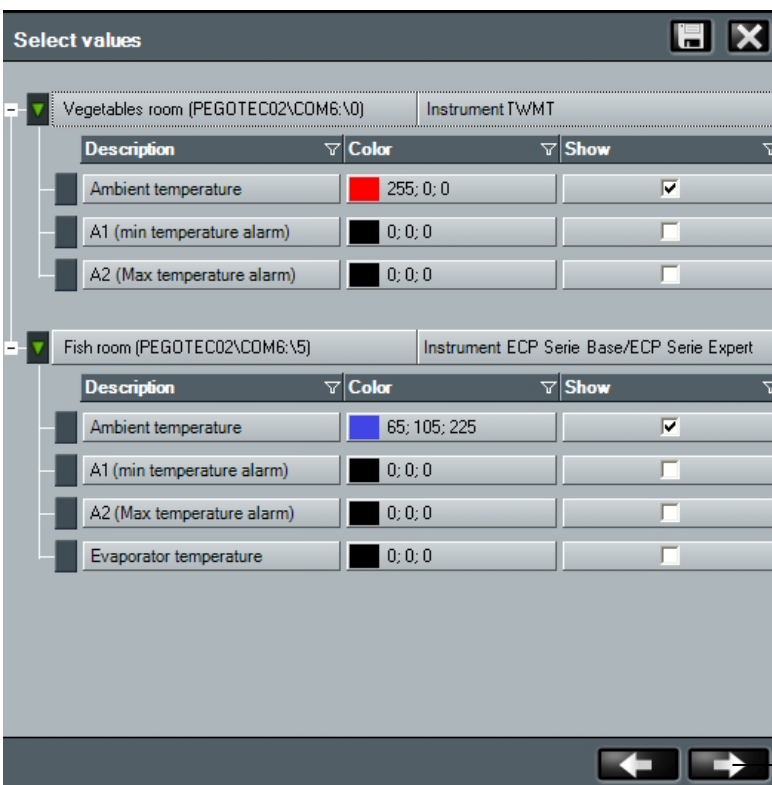 Select values
Vegetables room (PEGOTEC02\COM6:\0) Instrument TWMT
Description Color Show
Ambient temperature 255; 0; 0
A1 (min temperature alarm) 0; 0; 0
A2 (Max temperature alarm) 0; 0; 0
Fish room (PEGOTEC02\COM6:\5) Instrument ECP Serie Base/ECP Serie Expert
Description Color Show
Ambient temperature 65; 105; 225
A1 (min temperature alarm) 0; 0; 0
A2 (Max temperature alarm) 0; 0; 0
Evaporator temperature 0; 0; 0